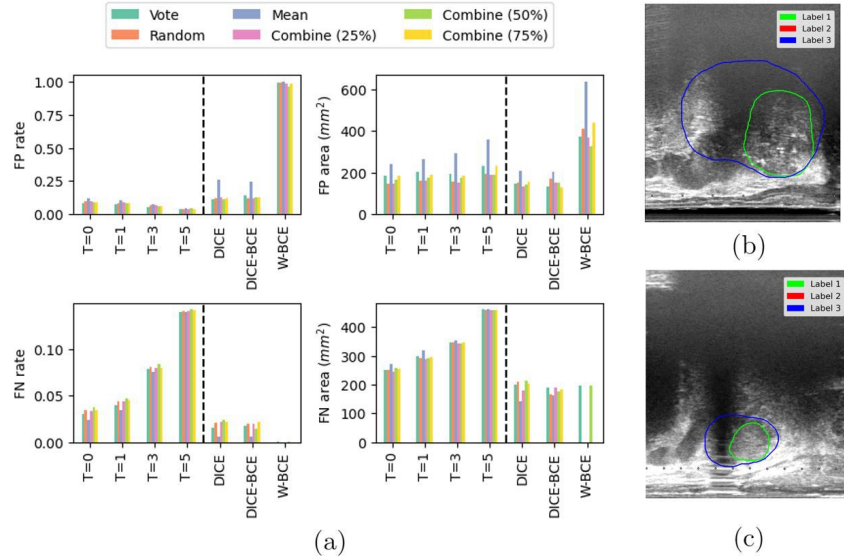 Vote
Mean
Combine (50%)
Random
Combine (25%)
Combine (75%)
FP rate
1.00
0.75
0.50
0.25
0.00
T=0
T=1
T=3
T=5
DICE
DICE-BCE
W-BCE
FP area (mm²)
600
400
200
0
T=0
T=1
T=3
T=5
DICE
DICE-BCE
W-BCE
FN rate
0.10
0.05
0.00
T=0
T=1
T=3
T=5
DICE
DICE-BCE
W-BCE
FN area (mm²)
400
300
200
100
0
T=0
T=1
T=3
T=5
DICE
DICE-BCE
W-BCE
(a)
Label 1
Label 2
Label 3
(b)
Label 1
Label 2
Label 3
(c)